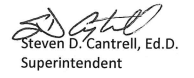 Steven D. Cantrell, Ed.D.
Superintendent